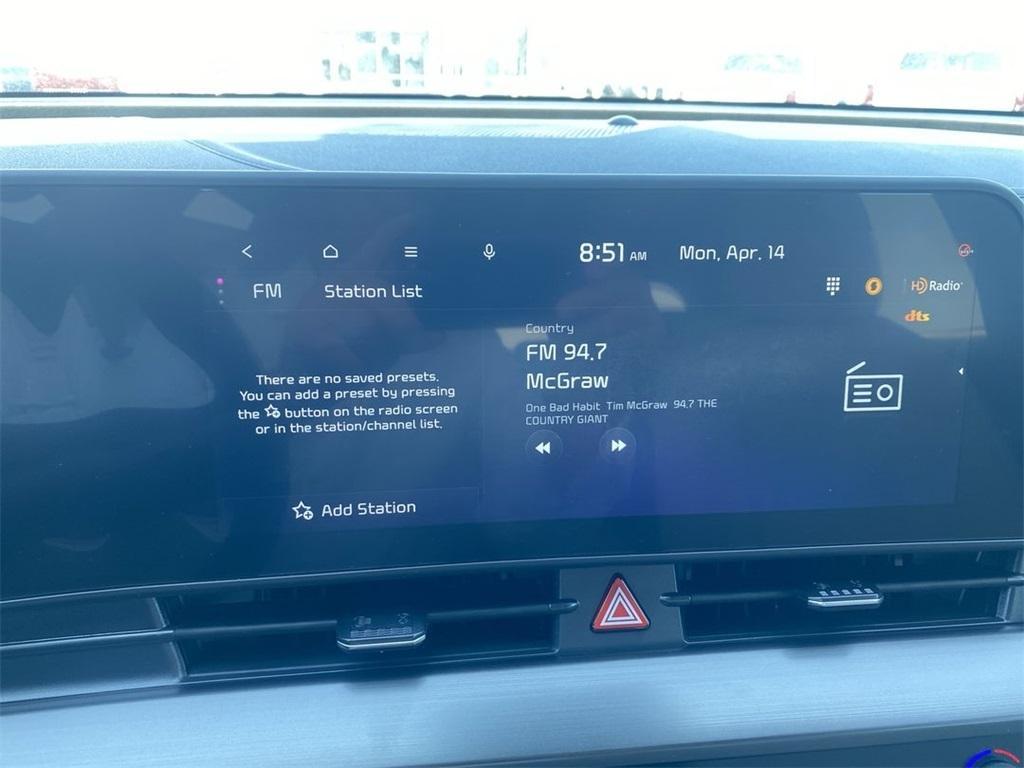 8:51 AM Mon, Apr. 14
FM Station List
HD Radio
dts
Country
FM 94.7
McGraw
One Bad Habit Tim McGraw 94.7 THE
COUNTRY GIANT
There are no saved presets.
You can add a preset by pressing
the button on the radio screen
or in the station/channel list.
Add Station